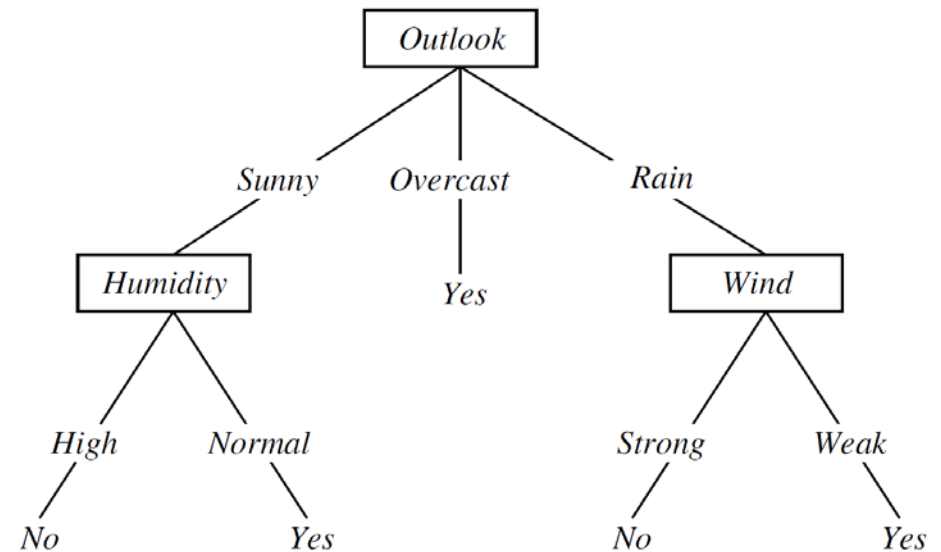 Outlook
Sunny Overcast Rain
Humidity Yes Wind
High Normal Strong Weak
No Yes No Yes